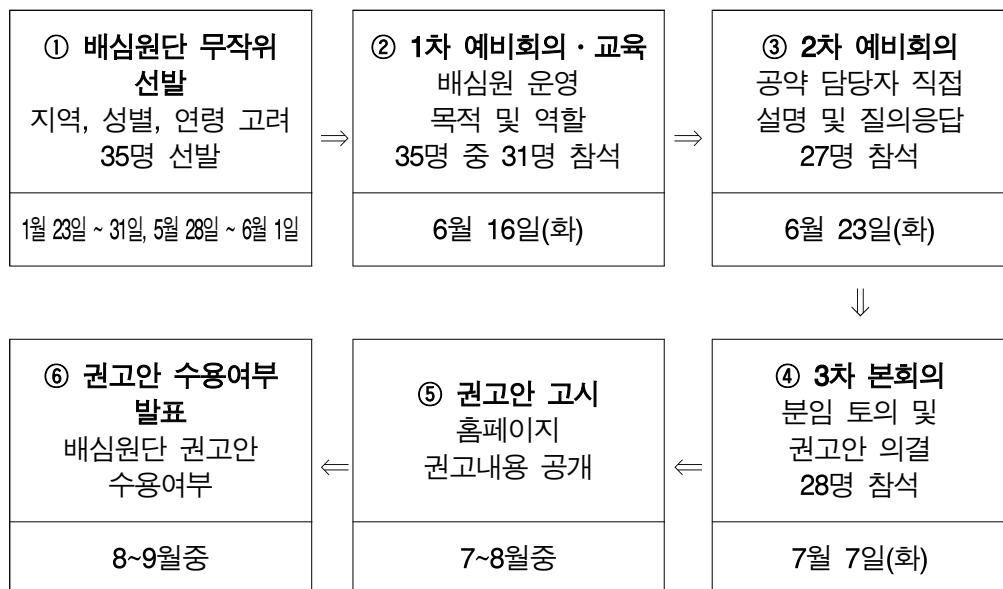 ① 배심원단 무작위
선발
지역, 성별, 연령 고려
35명 선발
1월 23일 ~ 31일, 5월 28일 ~ 6월 1일
⇒
② 1차 예비회의·교육
배심원 운영
목적 및 역할
35명 중 31명 참석
6월 16일(화)
⇒
③ 2차 예비회의
공약 담당자 직접
설명 및 질의응답
27명 참석
6월 23일(화)
⇓
④ 3차 본회의
분임 토의 및
권고안 의결
28명 참석
7월 7일(화)
⇐
⑤ 권고안 고시
홈페이지
권고내용 공개
7~8월중
⇐
⑥ 권고안 수용여부
발표
배심원단 권고안
수용여부
8~9월중